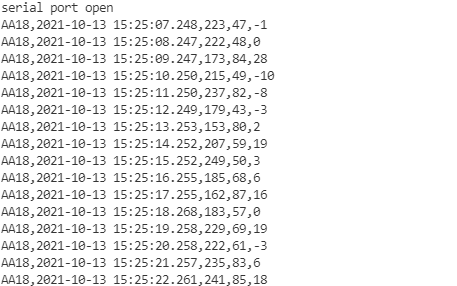 serial port open
AA18,2021-10-13 15:25:07.248,223,47,-1
AA18,2021-10-13 15:25:08.247,222,48,0
AA18,2021-10-13 15:25:09.247,173,84,28
AA18,2021-10-13 15:25:10.250,215,49,-10
AA18,2021-10-13 15:25:11.250,237,82,-8
AA18,2021-10-13 15:25:12.249,179,43,-3
AA18,2021-10-13 15:25:13.253,153,80,2
AA18,2021-10-13 15:25:14.252,207,59,19
AA18,2021-10-13 15:25:15.252,249,50,3
AA18,2021-10-13 15:25:16.255,185,68,6
AA18,2021-10-13 15:25:17.255,162,87,16
AA18,2021-10-13 15:25:18.268,183,57,0
AA18,2021-10-13 15:25:19.258,229,69,19
AA18,2021-10-13 15:25:20.258,222,61,-3
AA18,2021-10-13 15:25:21.257,235,83,6
AA18,2021-10-13 15:25:22.261,241,85,18